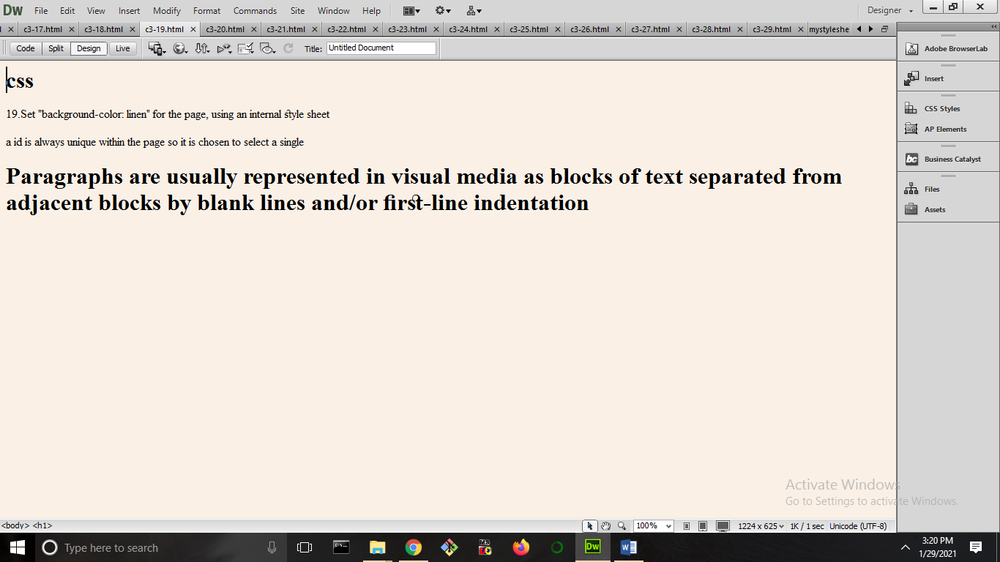 Dw File Edit View Insert Modify Format Commands Site Window Help Designer
c3-17.html c3-18.html c3-19.html c3-20.html c3-21.html c3-22.html c3-23.html c3-24.html c3-25.html c3-26.html c3-27.html c3-28.html c3-29.html mystyleshe
Code Split Design Live Title: Untitled Document
Adobe BrowserLab
Insert
CSS Styles
AP Elements
Business Catalyst
Files
Assets
css
19.Set "background-color: linen" for the page, using an internal style sheet
a id is always unique within the page so it is chosen to select a single
Paragraphs are usually represented in visual media as blocks of text separated from
adjacent blocks by blank lines and/or first-line indentation
Activate Windows
Go to Settings to activate Windows.
<body> <h1> 100% 1224 x 625 1K / 1 sec Unicode (UTF-8)
Type here to search
Dw
3:20 PM
1/29/2021